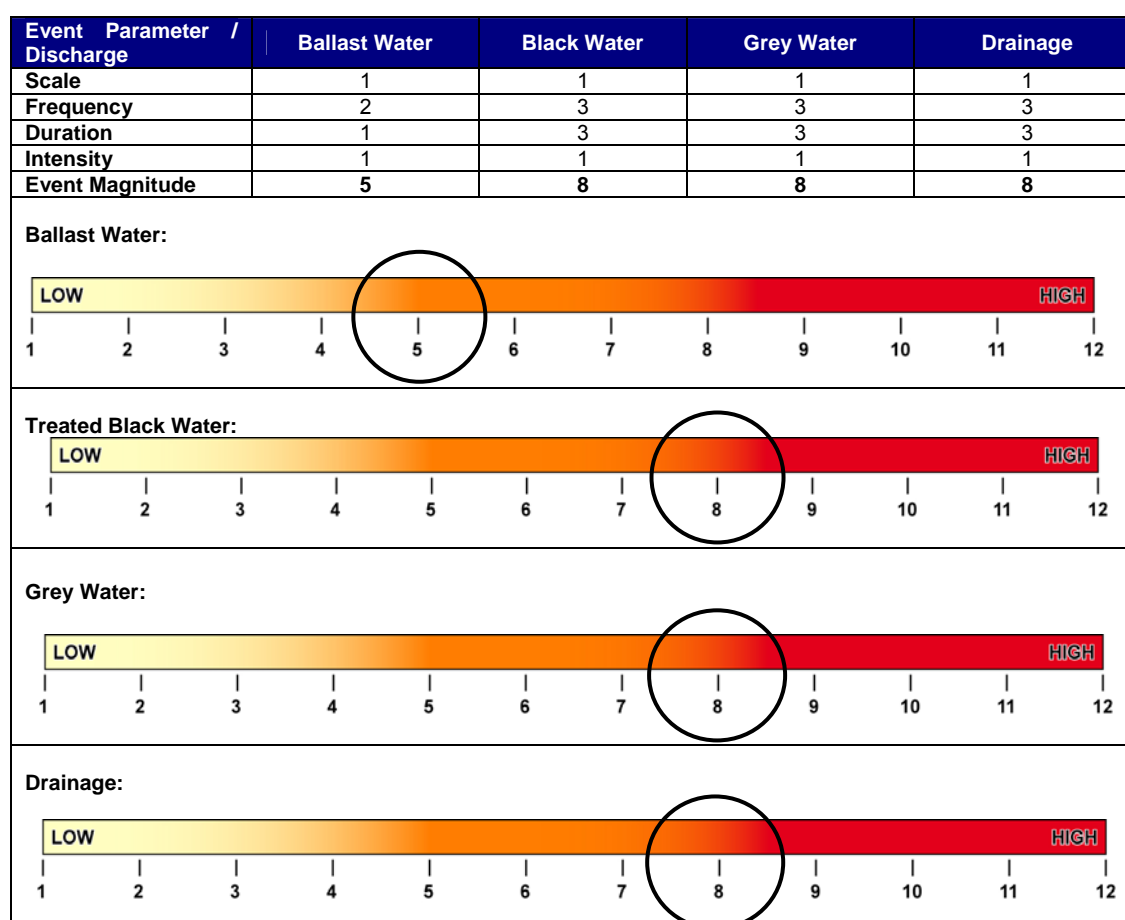 Event Parameter / Discharge Ballast Water Black Water Grey Water Drainage
Scale 1 1 1 1
Frequency 2 3 3 3
Duration 1 3 3 3
Intensity 1 1 1 1
Event Magnitude 5 8 8 8
Ballast Water:
LOW HIGH
1 2 3 4 5 6 7 8 9 10 11 12
Treated Black Water:
LOW HIGH
1 2 3 4 5 6 7 8 9 10 11 12
Grey Water:
LOW HIGH
1 2 3 4 5 6 7 8 9 10 11 12
Drainage:
LOW HIGH
1 2 3 4 5 6 7 8 9 10 11 12